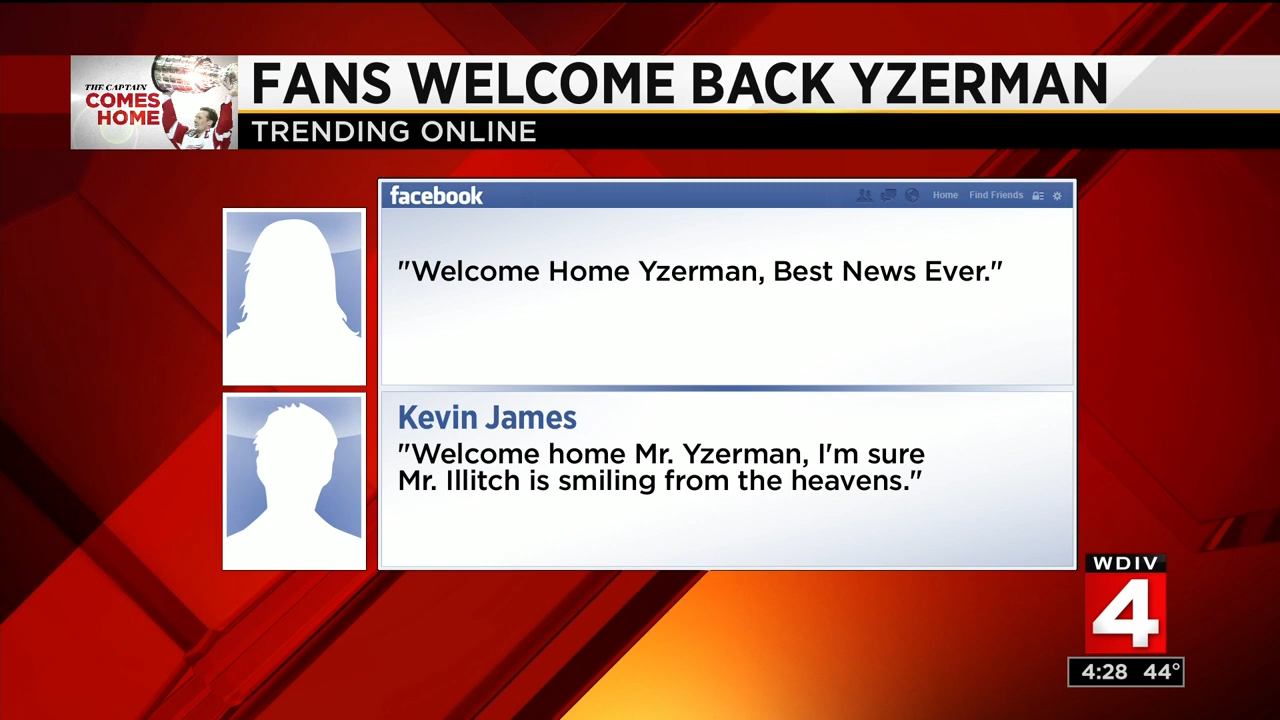 THE CAPTAIN
COMES
HOME
FANS WELCOME BACK YZERMAN
TRENDING ONLINE
facebook
Home Find Friends
"Welcome Home Yzerman, Best News Ever."
Kevin James
"Welcome home Mr. Yzerman, I'm sure
Mr. Illitch is smiling from the heavens."
WDIV
4
4:28 44°